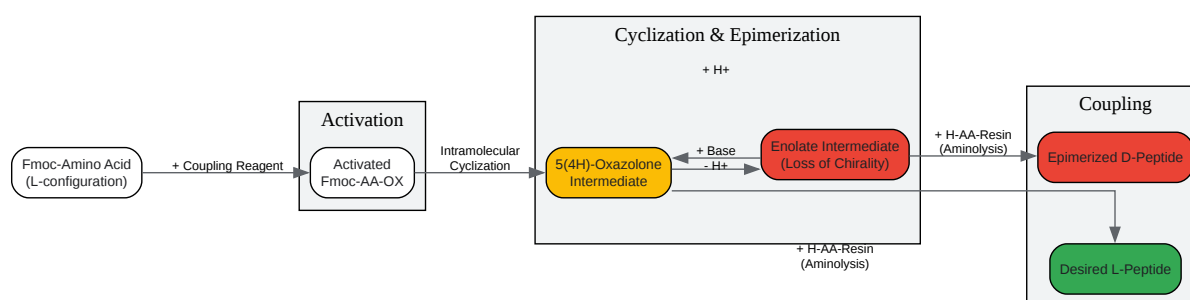 Cyclization & Epimerization
+ H+
Coupling
Activation
+ H-AA-Resin
(Aminolysis)
Fmoc-Amino Acid
(L-configuration)
+ Coupling Reagent
Activated
Fmoc-AA-OX
Intramolecular
Cyclization
5(4H)-Oxazolone
Intermediate
+ Base
- H+
Enolate Intermediate
(Loss of Chirality)
Epimerized D-Peptide
+ H-AA-Resin
(Aminolysis)
Desired L-Peptide